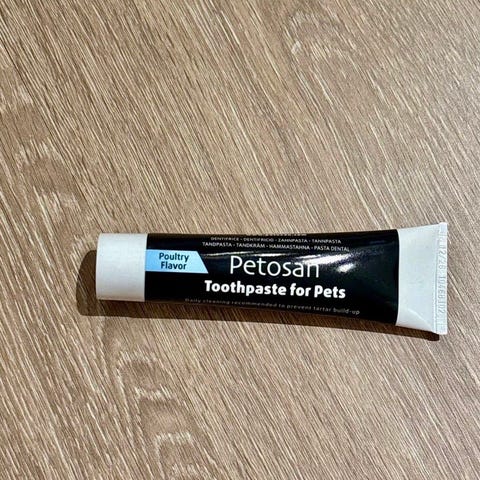 DENTIFRICE - DENTIFRICIO - ZAHNPASTA - TANNPASTA
TANDPASTA - TANDKRÄM - HAMMASTAHNA - PASTA DENTAL
Poultry
Flavor
Petosan
Toothpaste for Pets
Daily cleaning recommended to prevent tartar build-up